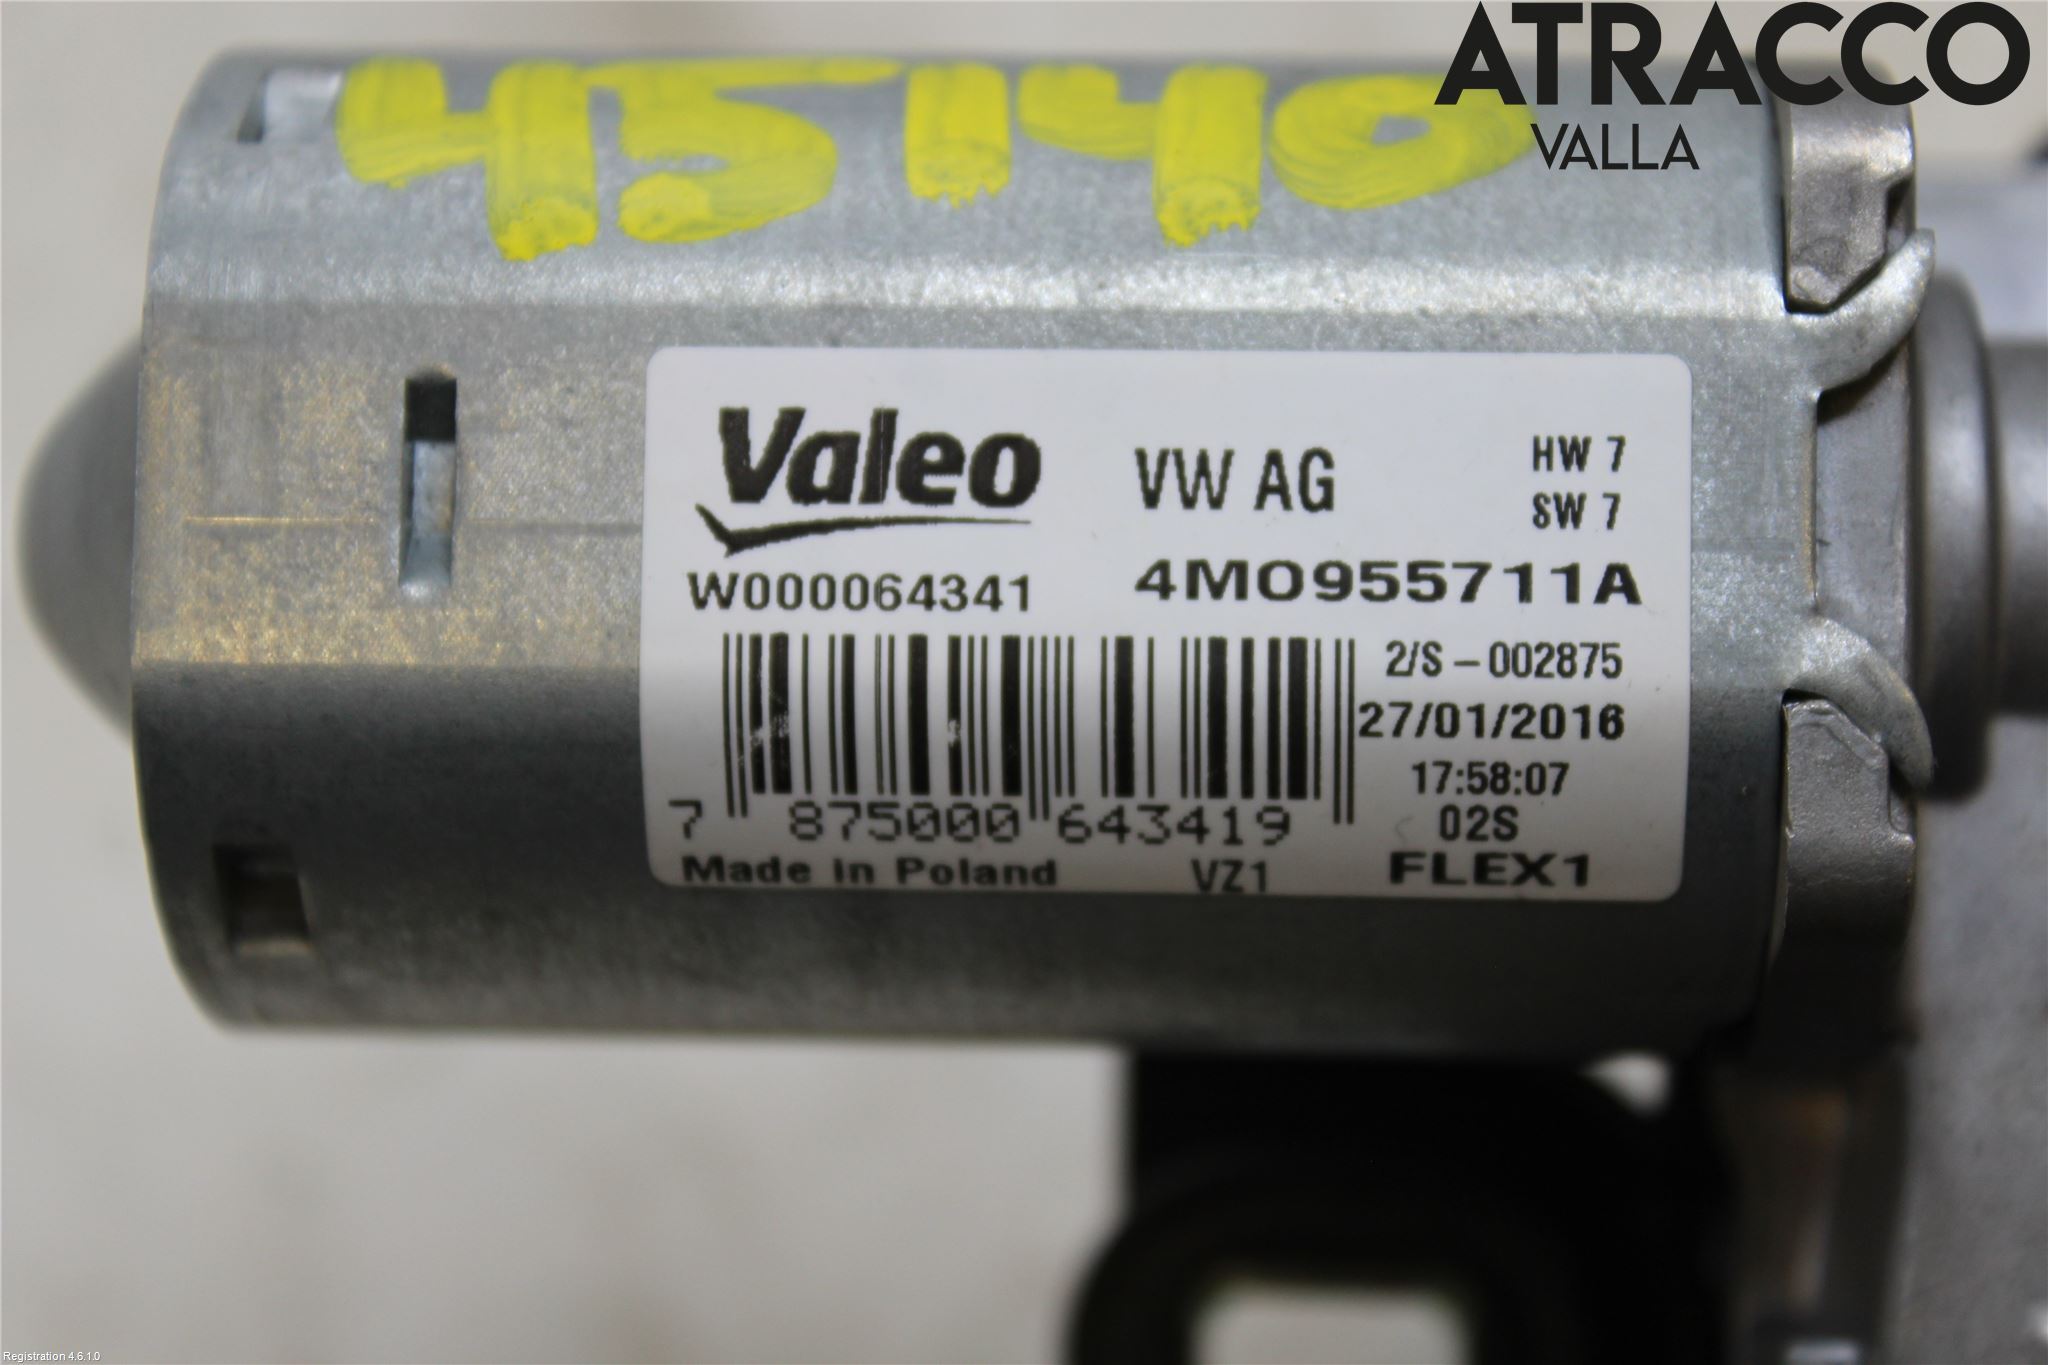 ATRACCO
VALLA
45140
Valeo
VW AG
HW 7
SW 7
W000064341
4M0955711A
2/S - 002875
27/01/2016
17:58:07
7 875000 643419
02S
Made in Poland
VZ1
FLEX1
Registration 4.6.1.0